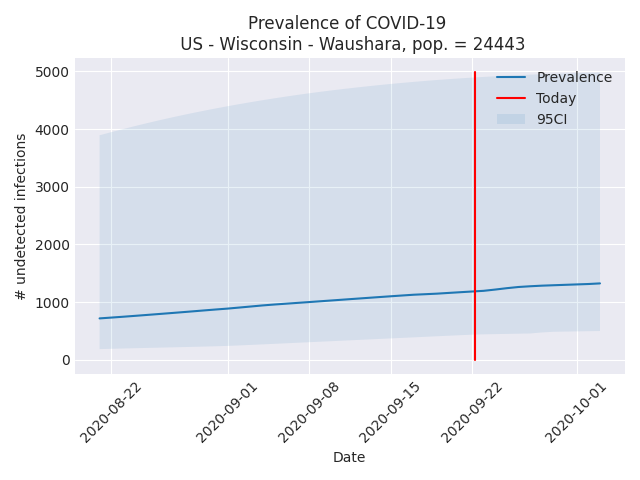 Prevalence of COVID-19
US - Wisconsin - Waushara, pop. = 24443
Prevalence
Today
95CI
# undetected infections
5000
4000
3000
2000
1000
0
2020-08-22
2020-09-01
2020-09-08
2020-09-15
2020-09-22
2020-10-01
Date